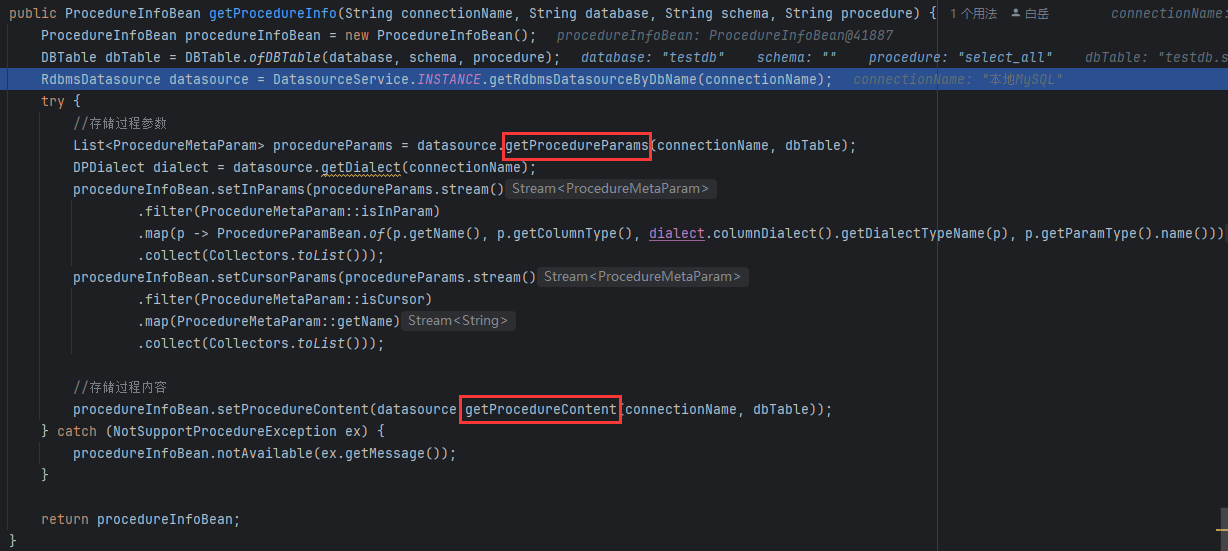 public ProcedureInfoBean getProcedureInfo(String connectionName, String database, String schema, String procedure) { 1 个用法 白岳 connectionName:
ProcedureInfoBean procedureInfoBean = new ProcedureInfoBean(); procedureInfoBean: ProcedureInfoBean@41887
DBTable dbTable = DBTable.ofDBTable(database, schema, procedure); database: "testdb" schema: "" procedure: "select_all" dbTable: "testdb.s
RdbmsDatasource datasource = DatasourceService.INSTANCE.getRdbmsDatasourceByDbName(connectionName); connectionName: "本地MySQL"
try {
//存储过程参数
List<ProcedureMetaParam> procedureParams = datasource.getProcedureParams(connectionName, dbTable);
DPDialect dialect = datasource.getDialect(connectionName);
procedureInfoBean.setInParams(procedureParams.stream() Stream<ProcedureMetaParam>
.filter(ProcedureMetaParam::isInParam)
.map(p -> ProcedureParamBean.of(p.getName(), p.getColumnType(), dialect.columnDialect().getDialectTypeName(p), p.getParamType().name()))
.collect(Collectors.toList()));
procedureInfoBean.setCursorParams(procedureParams.stream() Stream<ProcedureMetaParam>
.filter(ProcedureMetaParam::isCursor)
.map(ProcedureMetaParam::getName) Stream<String>
.collect(Collectors.toList()));
//存储过程内容
procedureInfoBean.setProcedureContent(datasource.getProcedureContent(connectionName, dbTable));
} catch (NotSupportProcedureException ex) {
procedureInfoBean.notAvailable(ex.getMessage());
}
return procedureInfoBean;
}